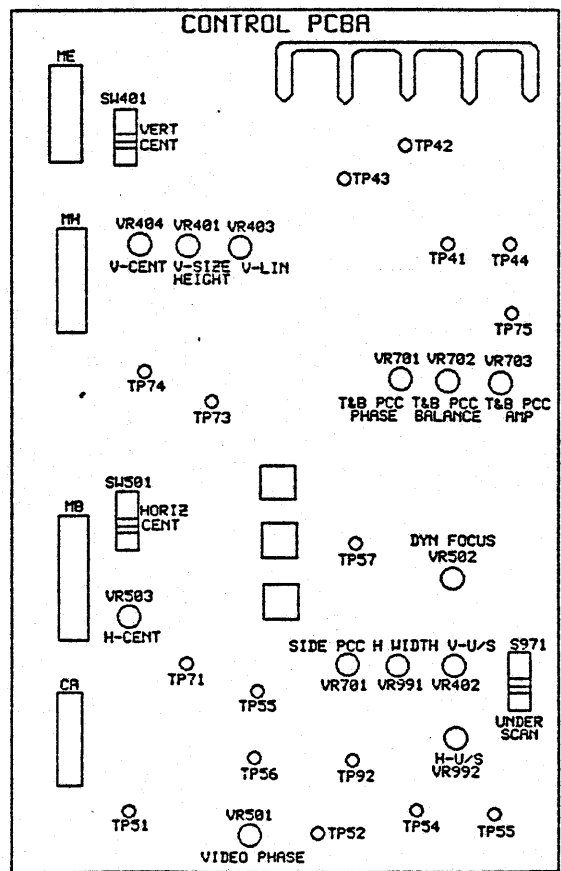 CONTROL PCBA
ME
SW401
VERT
CENT
TP42
TP43
MH
VR404 VR401 VR403
V-CENT V-SIZE V-LIN
HEIGHT
TP41 TP44
TP75
VR701 VR702 VR703
T&B PCC T&B PCC T&B PCC
PHASE BALANCE AMP
TP74
TP73
SW501
HORIZ
CENT
MB
TP57
DYN FOCUS
VR502
VR503
H-CENT
SIDE PCC H WIDTH V-U/S S971
VR701 VR991 VR402
UNDER
SCAN
TP71
CA
TP55
H-U/S
VR992
TP56
TP92
TP51
VR501
VIDEO PHASE
TP52
TP54
TP55